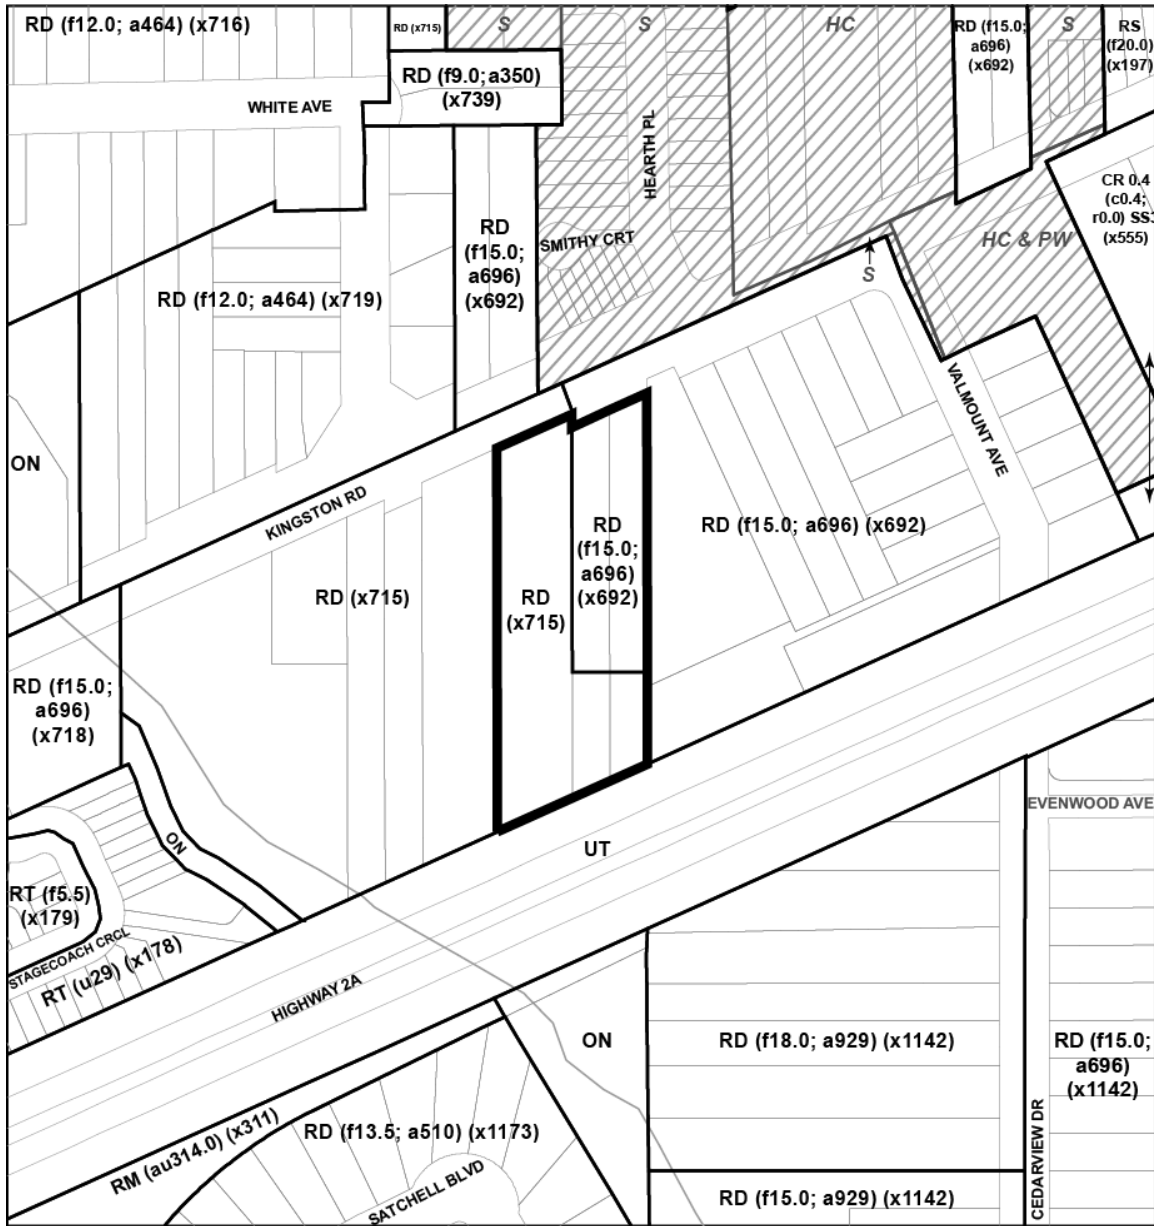 RD (f12.0; a464) (x716)
RD (x715)
S
S
HC
RD (f15.0;
a696)
(x692)
S
RS
(f20.0)
(x197)
RD (f9.0; a350)
(x739)
WHITE AVE
HEARTH PL
CR 0.4
(c0.4;
r0.0) SS3
(x555)
RD
(f15.0;
a696)
(x692)
SMITHY CRT
HC & PW
S
RD (f12.0; a464) (x719)
VALMOUNT AVE
ON
KINGSTON RD
RD
(f15.0;
a696)
(x692)
RD (f15.0; a696) (x692)
RD (x715)
RD
(x715)
RD (f15.0;
a696)
(x718)
EVENWOOD AVE
ON
UT
RT (f5.5)
(x179)
STAGECOACH CRCL
RT (u29) (x178)
HIGHWAY 2A
ON
RD (f18.0; a929) (x1142)
RD (f15.0;
a696)
(x1142)
RM (au314.0) (x311)
RD (f13.5; a510) (x1173)
SATCHELL BLVD
RD (f15.0; a929) (x1142)
CEDARVIEW DR